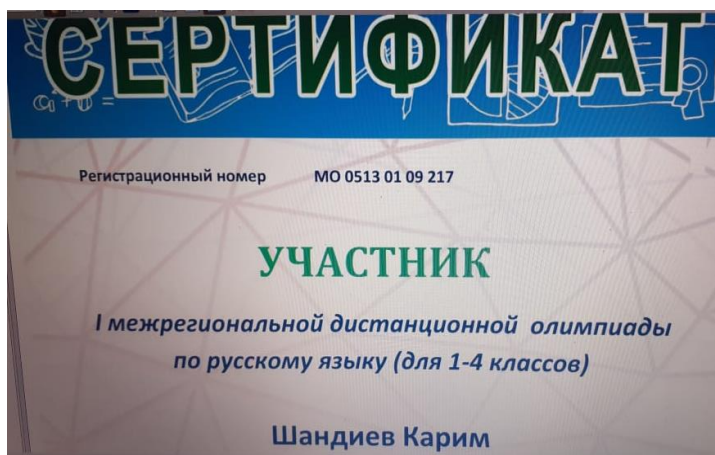 СЕРТИФИКАТ
Регистрационный номер МО 0513 01 09 217
УЧАСТНИК
I межрегиональной дистанционной олимпиады
по русскому языку (для 1-4 классов)
Шандиев Карим